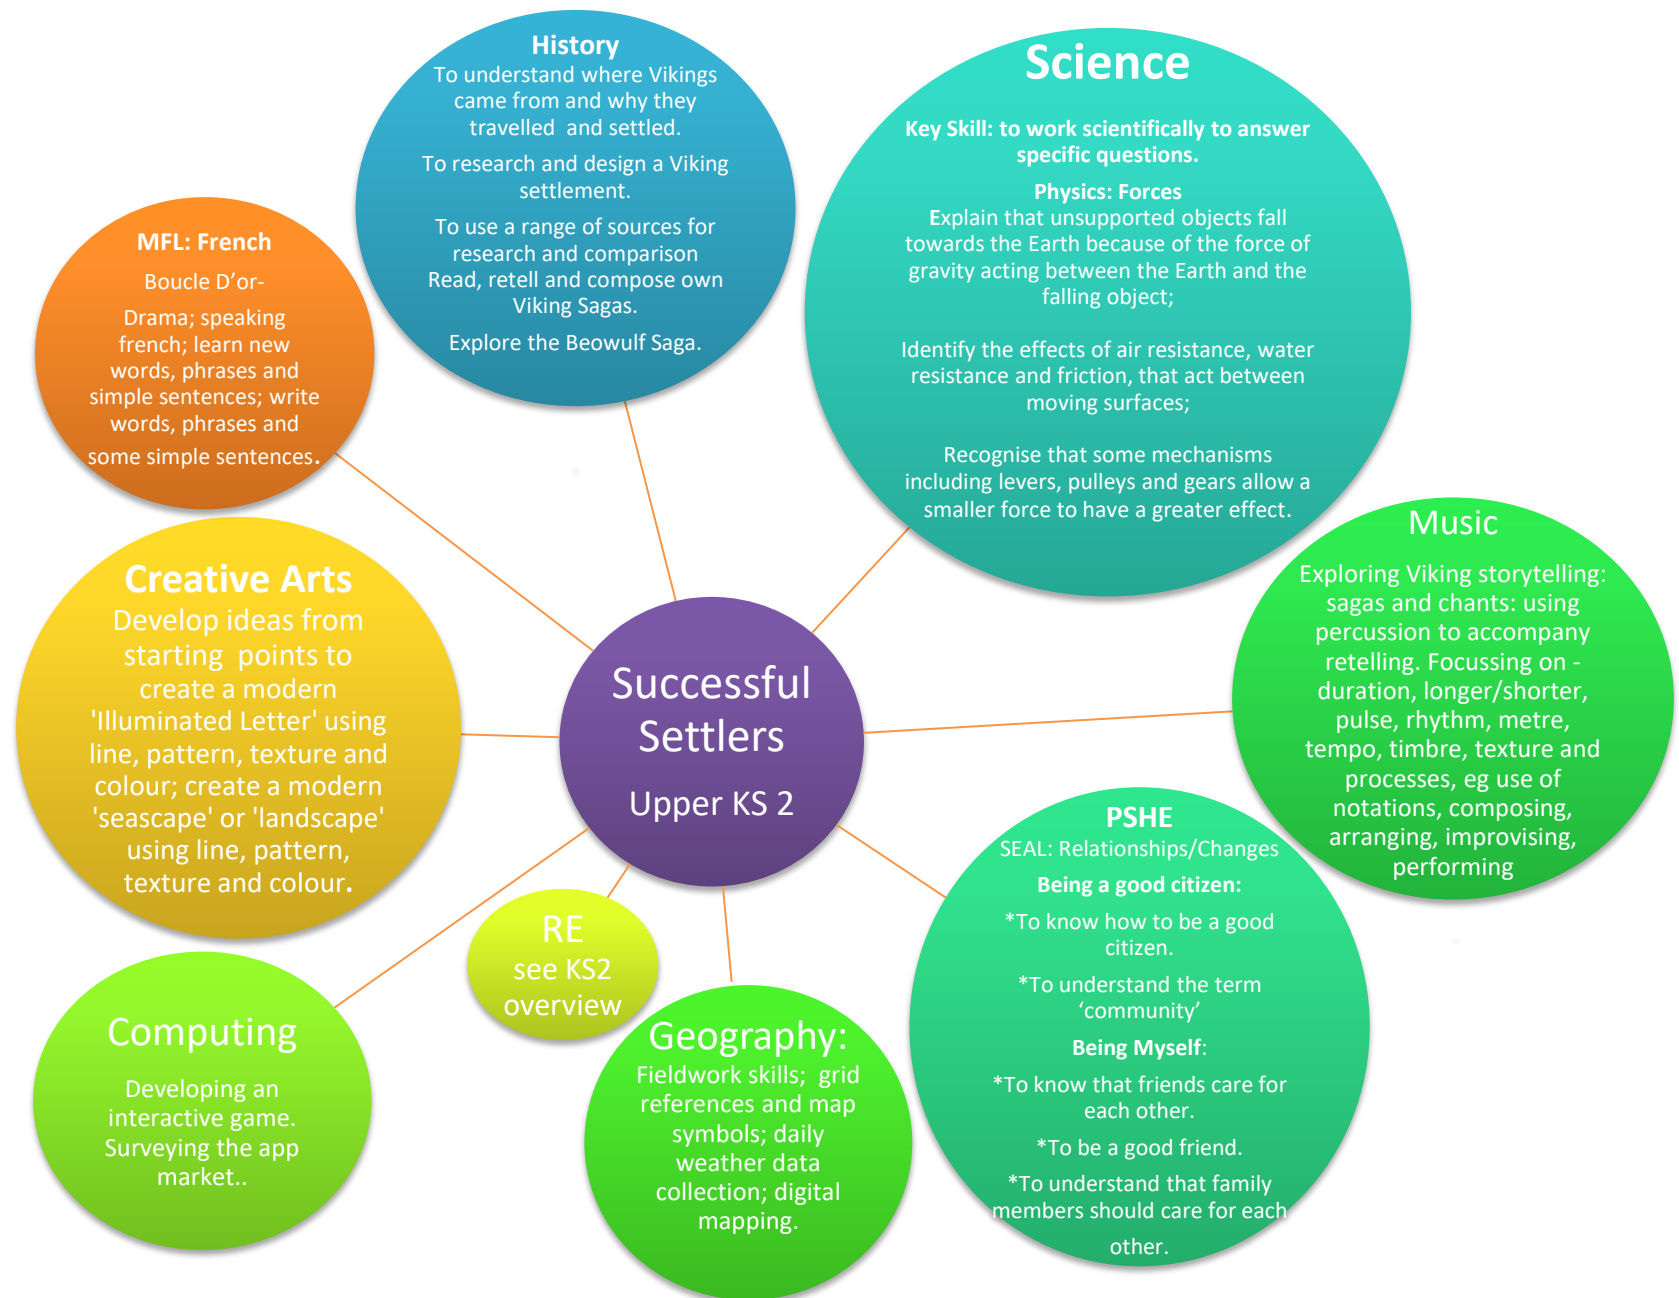 History
To understand where Vikings
came from and why they
travelled and settled.
To research and design a Viking
settlement.
To use a range of sources for
research and comparison
Read, retell and compose own
Viking Sagas.
Explore the Beowulf Saga.
Science
Key Skill: to work scientifically to answer
specific questions.
Physics: Forces
Explain that unsupported objects fall
towards the Earth because of the force of
gravity acting between the Earth and the
falling object;
Identify the effects of air resistance, water
resistance and friction, that act between
moving surfaces;
Recognise that some mechanisms
including levers, pulleys and gears allow a
smaller force to have a greater effect.
MFL: French
Boucle D'or-
Drama; speaking
french; learn new
words, phrases and
simple sentences; write
words, phrases and
some simple sentences.
Music
Exploring Viking storytelling:
sagas and chants: using
percussion to accompany
retelling. Focussing on -
duration, longer/shorter,
pulse, rhythm, metre,
tempo, timbre, texture and
processes, eg use of
notations, composing,
arranging, improvising,
performing
Creative Arts
Develop ideas from
starting points to
create a modern
'Illuminated Letter' using
line, pattern, texture and
colour; create a modern
'seascape' or 'landscape'
using line, pattern,
texture and colour.
Successful
Settlers
Upper KS 2
PSHE
SEAL: Relationships/Changes
Being a good citizen:
*To know how to be a good
citizen.
*To understand the term
‘community’
Being Myself:
*To know that friends care for
each other.
*To be a good friend.
*To understand that family
members should care for each
other.
RE
see KS2
overview
Computing
Developing an
interactive game.
Surveying the app
market..
Geography:
Fieldwork skills; grid
references and map
symbols; daily
weather data
collection; digital
mapping.